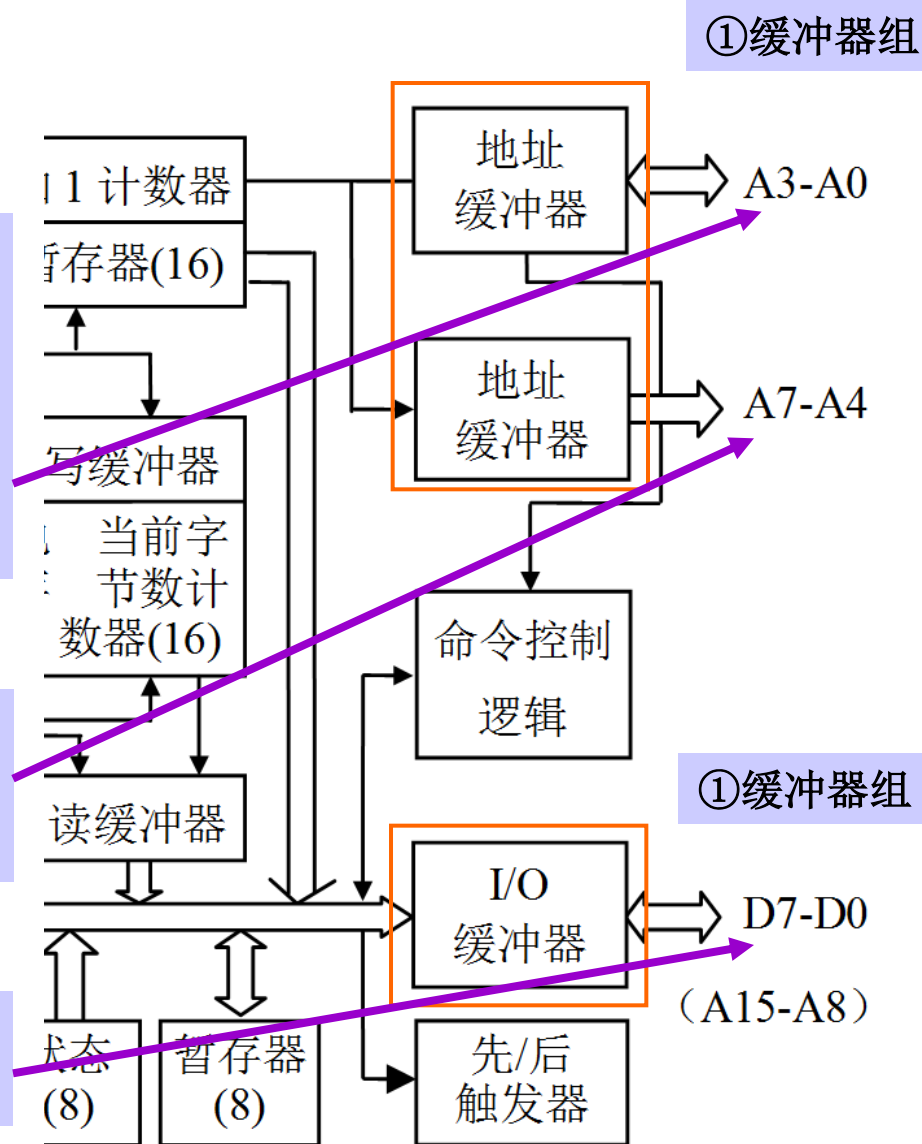 ①缓冲器组
1 计数器
存器(16)
地址
缓冲器
A3-A0
地址
缓冲器
A7-A4
写缓冲器
当前字
节数计
数器(16)
命令控制
逻辑
①缓冲器组
读缓冲器
I/O
缓冲器
D7-D0
（A15-A8）
状态
(8)
暂存器
(8)
先/后
触发器